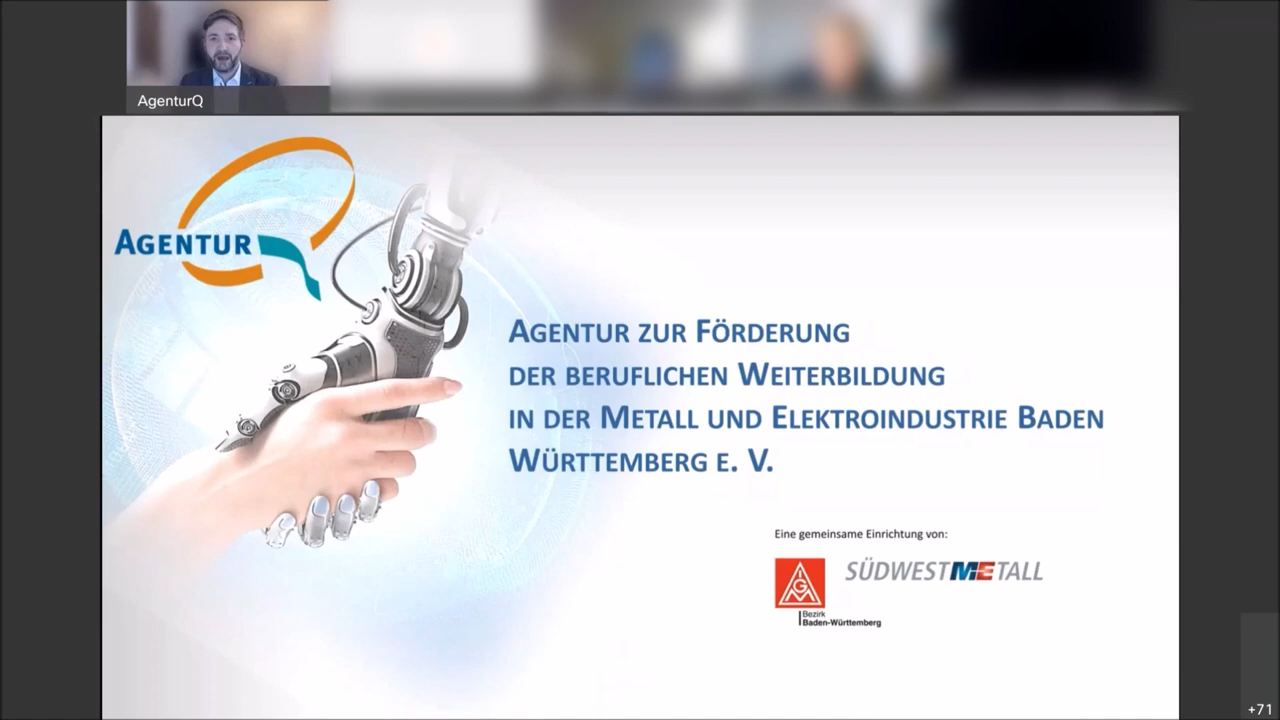 AgenturQ
AGENTUR
AGENTUR ZUR FÖRDERUNG
DER BERUFLICHEN WEITERBILDUNG
IN DER METALL UND ELEKTROINDUSTRIE BADEN
WÜRTTEMBERG E. V.
Eine gemeinsame Einrichtung von:
IGM
SÜDWESTMETALL
Bezirk
Baden-Württemberg
+71